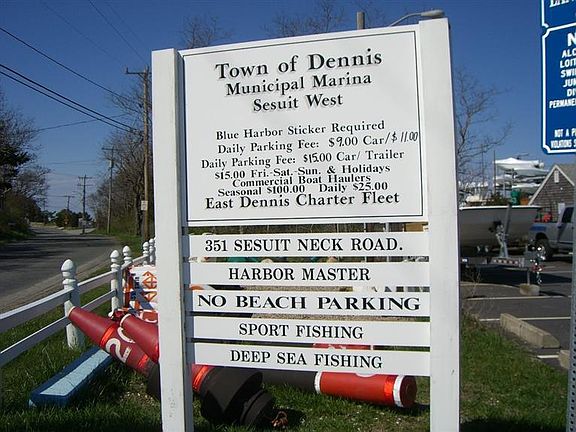 Town of Dennis
Municipal Marina
Sesuit West
Blue Harbor Sticker Required
Daily Parking Fee: $9.00 Car/$11.00
Daily Parking Fee: $15.00 Car/ Trailer
$15.00 Fri.-Sat.-Sun. & Holidays
Commercial Boat Haulers
Seasonal $100.00 Daily $25.00
East Dennis Charter Fleet
351 SESUIT NECK ROAD.
HARBOR MASTER
NO BEACH PARKING
SPORT FISHING
DEEP SEA FISHING